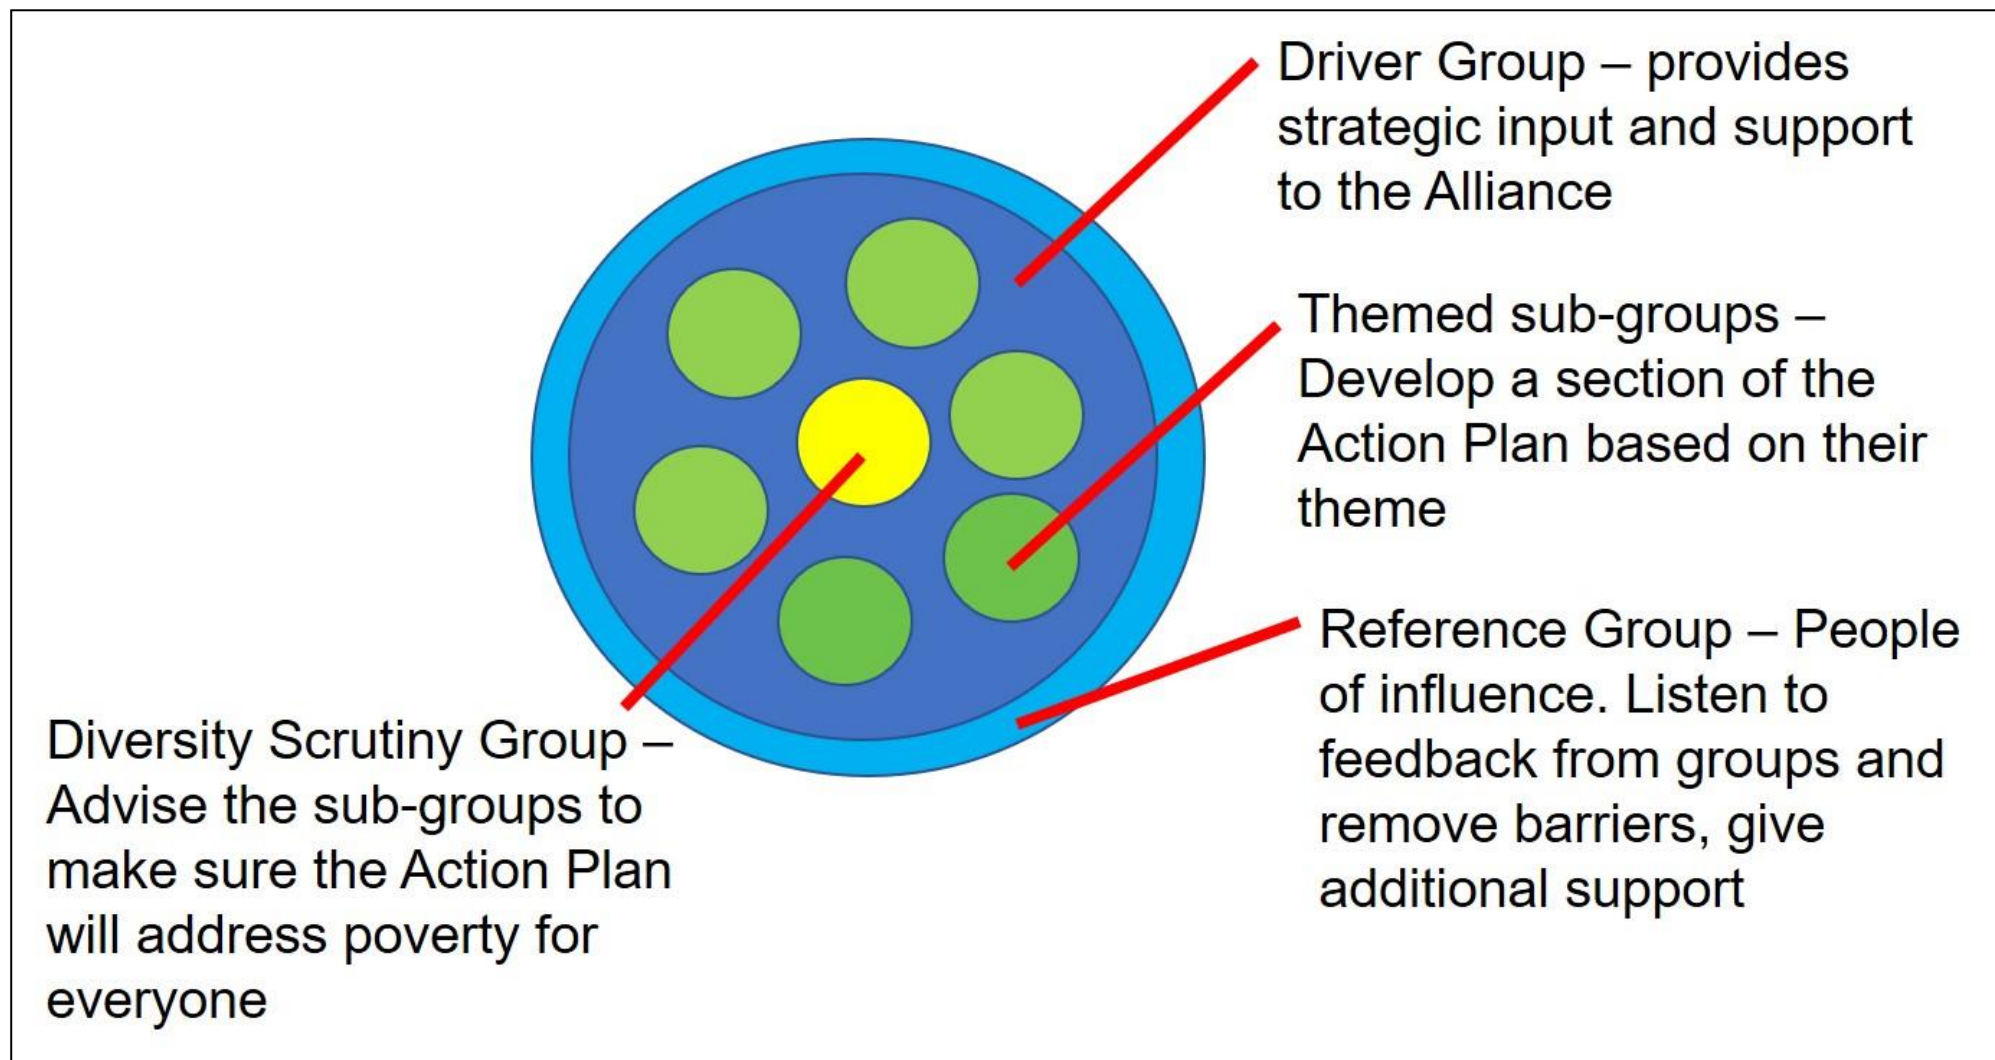 Driver Group – provides
strategic input and support
to the Alliance
Themed sub-groups –
Develop a section of the
Action Plan based on their
theme
Reference Group – People
of influence. Listen to
feedback from groups and
remove barriers, give
additional support
Diversity Scrutiny Group –
Advise the sub-groups to
make sure the Action Plan
will address poverty for
everyone